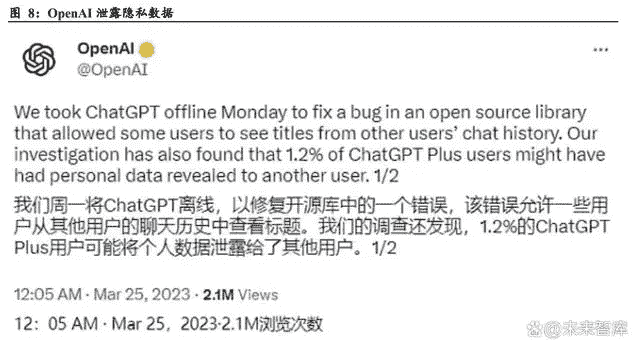 图 8：OpenAI 泄露隐私数据
OpenAI
@OpenAI
We took ChatGPT offline Monday to fix a bug in an open source library
that allowed some users to see titles from other users' chat history. Our
investigation has also found that 1.2% of ChatGPT Plus users might have
had personal data revealed to another user. 1/2
我们周一将ChatGPT离线，以修复开源库中的一个错误，该错误允许一些用
户从其他用户的聊天历史中查看标题。我们的调查还发现，1.2%的ChatGPT
Plus用户可能将个人数据泄露给了其他用户。1/2
12:05 AM · Mar 25, 2023 · 2.1M Views
12：05 AM · Mar 25，2023·2.1M浏览次数
未来智库